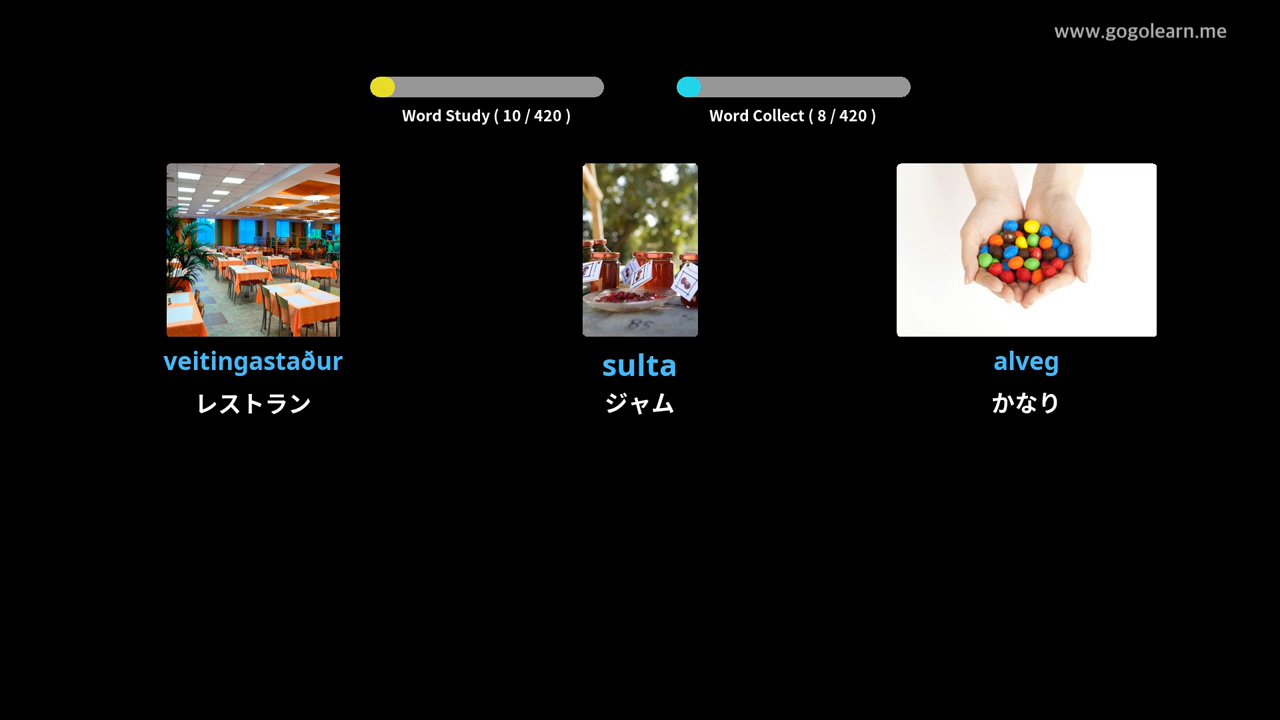 www.gogolearn.me
Word Study ( 10 / 420 )
Word Collect ( 8 / 420 )
veitingastaður
sulta
alveg
レストラン
ジャム
かなり